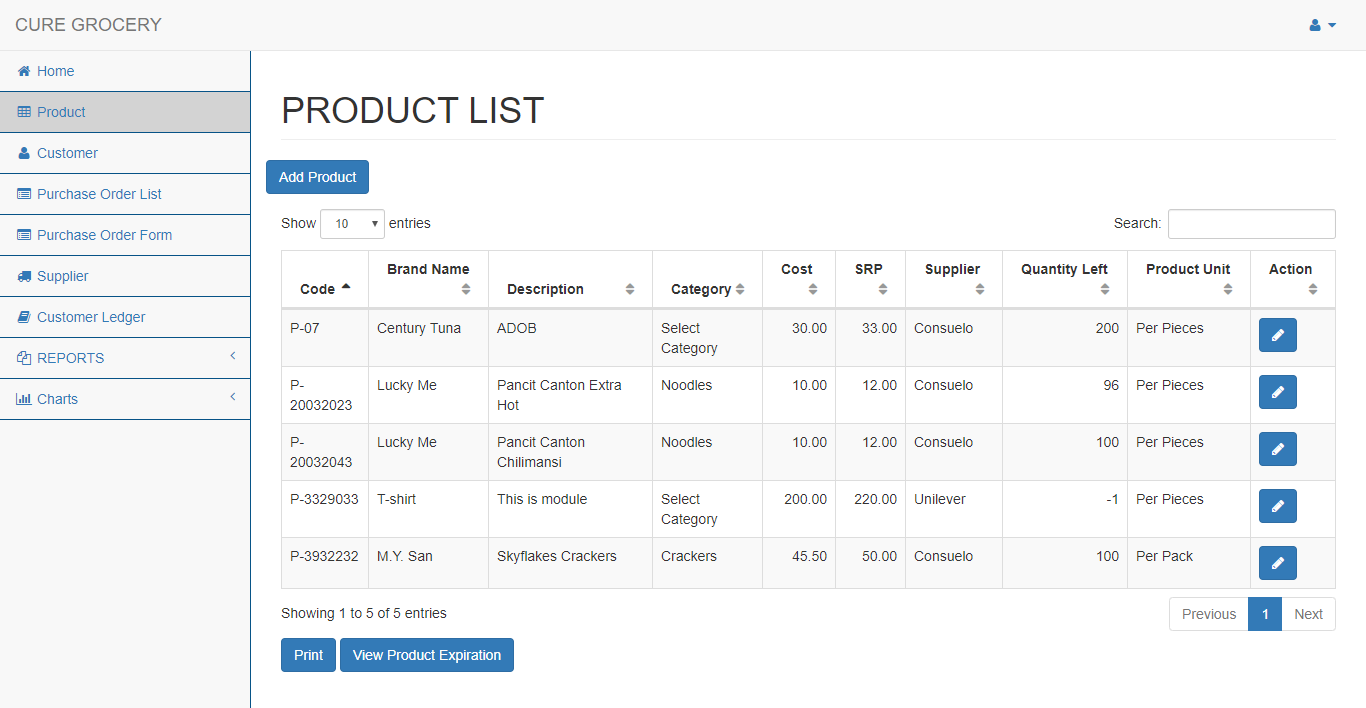 CURE GROCERY
Home
Product
Customer
Purchase Order List
Purchase Order Form
Supplier
Customer Ledger
REPORTS
Charts
PRODUCT LIST
Add Product
Show 10 entries Search:
Code Brand Name Description Category Cost SRP Supplier Quantity Left Product Unit Action
P-07 Century Tuna ADOB Select 30.00 33.00 Consuelo 200 Per Pieces
Category
P- Lucky Me Pancit Canton Extra Noodles 10.00 12.00 Consuelo 96 Per Pieces
20032023 Hot
P- Lucky Me Pancit Canton Noodles 10.00 12.00 Consuelo 100 Per Pieces
20032043 Chilimansi
P-3329033 T-shirt This is module Select 200.00 220.00 Unilever -1 Per Pieces
Category
P-3932232 M.Y. San Skyflakes Crackers Crackers 45.50 50.00 Consuelo 100 Per Pack
Showing 1 to 5 of 5 entries Previous 1 Next
Print View Product Expiration